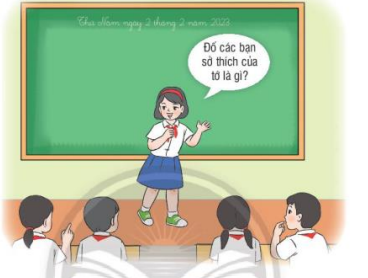 Thứ Năm ngày 2 tháng 2 năm 2023
Đố các bạn
sở thích của
tớ là gì?